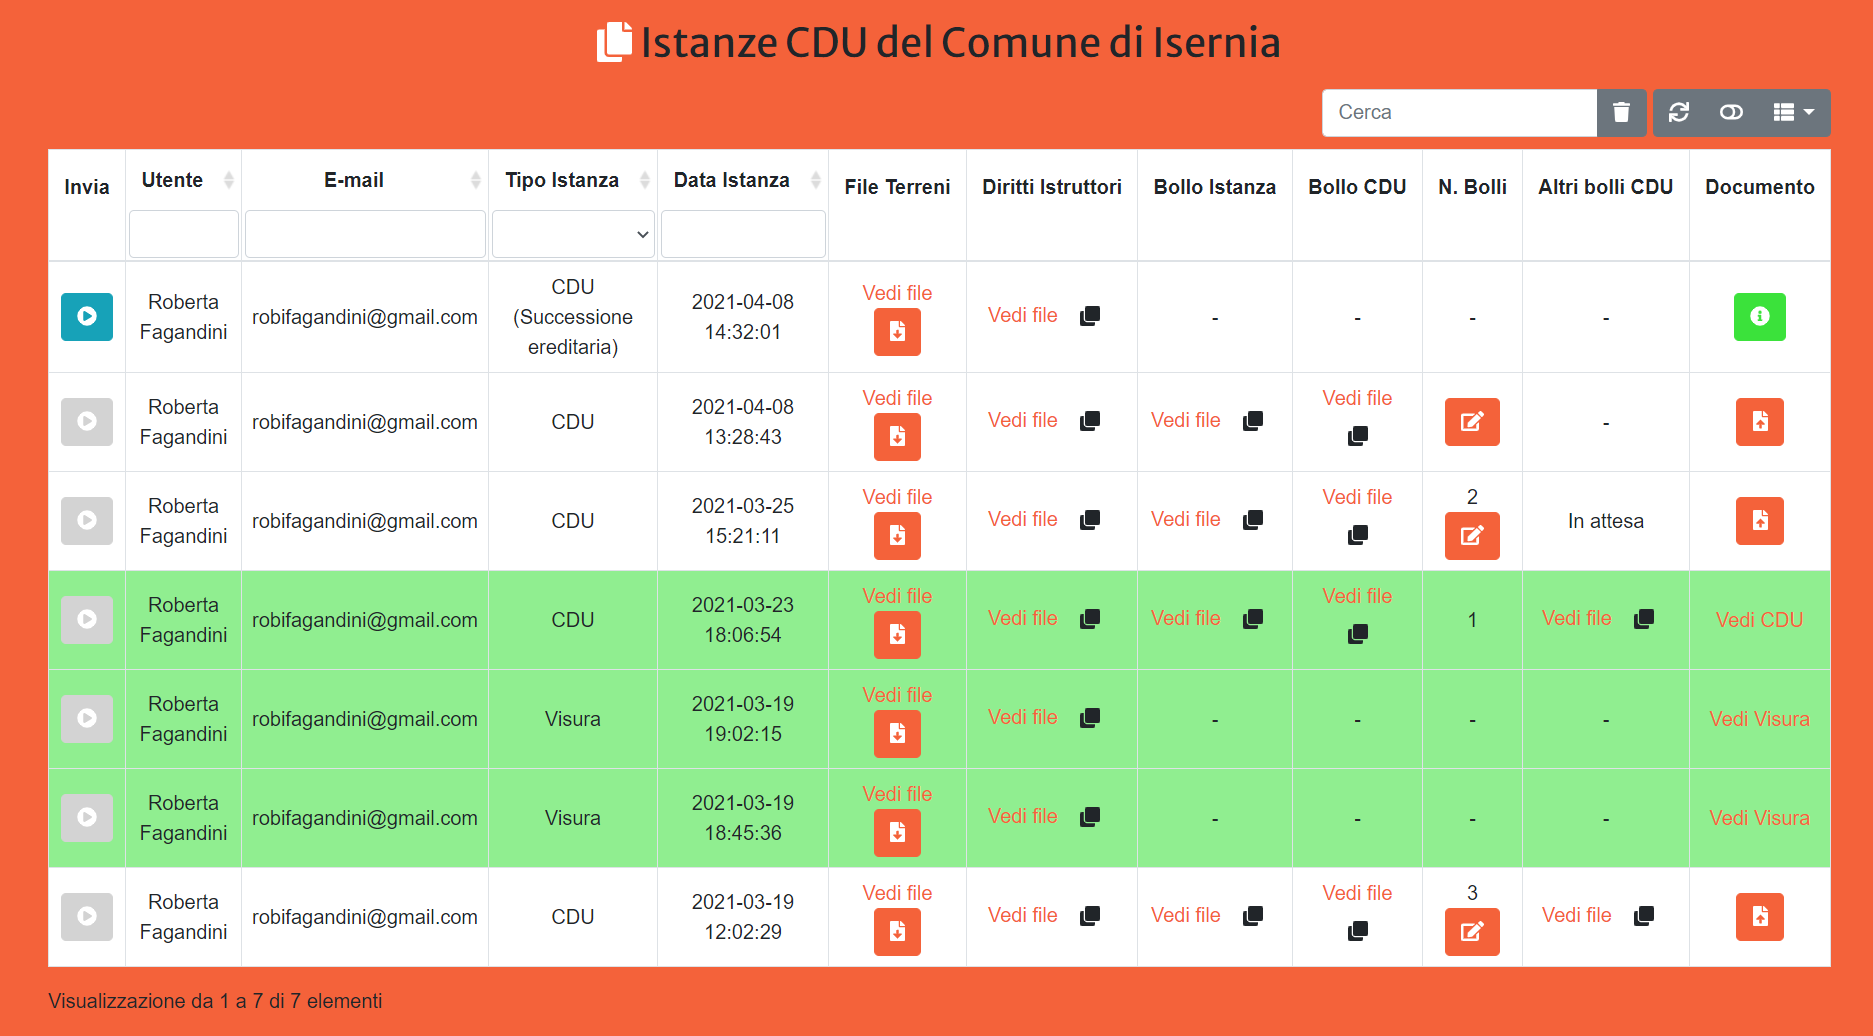 Istanze CDU del Comune di Isernia
Cerca
Invia Utente E-mail Tipo Istanza Data Istanza File Terreni Diritti Istruttori Bollo Istanza Bollo CDU N. Bolli Altri bolli CDU Documento
Roberta
Fagandini
robifagandini@gmail.com
CDU
(Successione
ereditaria)
2021-04-08
14:32:01
Vedi file
Vedi file
-
-
-
-
Roberta
Fagandini
robifagandini@gmail.com
CDU
2021-04-08
13:28:43
Vedi file
Vedi file
Vedi file
Vedi file
-
Roberta
Fagandini
robifagandini@gmail.com
CDU
2021-03-25
15:21:11
Vedi file
Vedi file
Vedi file
Vedi file
2
In attesa
Roberta
Fagandini
robifagandini@gmail.com
CDU
2021-03-23
18:06:54
Vedi file
Vedi file
Vedi file
Vedi file
1
Vedi file
Vedi CDU
Roberta
Fagandini
robifagandini@gmail.com
Visura
2021-03-19
19:02:15
Vedi file
Vedi file
-
-
-
-
Vedi Visura
Roberta
Fagandini
robifagandini@gmail.com
Visura
2021-03-19
18:45:36
Vedi file
Vedi file
-
-
-
-
Vedi Visura
Roberta
Fagandini
robifagandini@gmail.com
CDU
2021-03-19
12:02:29
Vedi file
Vedi file
Vedi file
Vedi file
3
Vedi file
Visualizzazione da 1 a 7 di 7 elementi